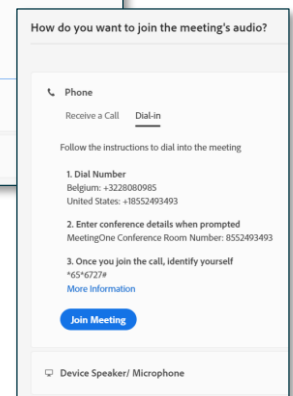 How do you want to join the meeting's audio?
Phone
Receive a Call Dial-in
Follow the instructions to dial into the meeting
1. Dial Number
Belgium: +3228080985
United States: +18552493493
2. Enter conference details when prompted
MeetingOne Conference Room Number: 8552493493
3. Once you join the call, identify yourself
*65*6727#
More Information
Join Meeting
Device Speaker/ Microphone